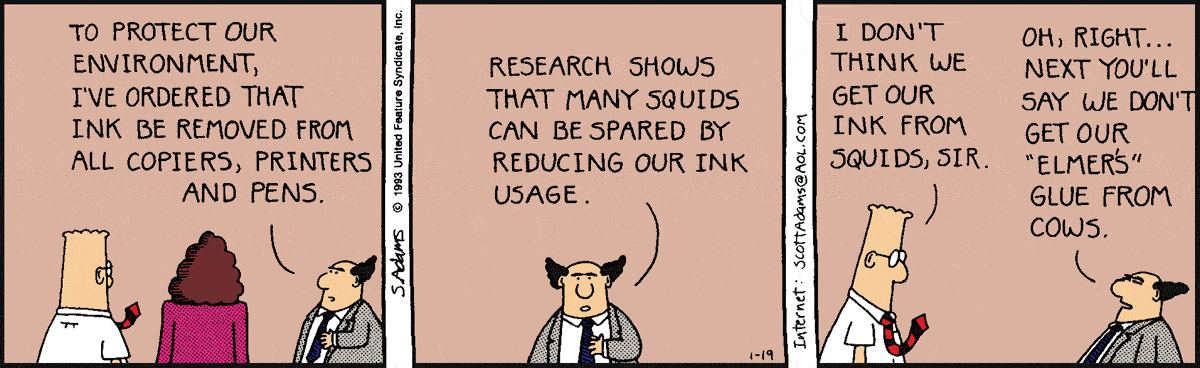 TO PROTECT OUR
ENVIRONMENT,
I'VE ORDERED THAT
INK BE REMOVED FROM
ALL COPIERS, PRINTERS
AND PENS.
S. ADAMS © 1993 United Feature Syndicate, Inc.
RESEARCH SHOWS
THAT MANY SQUIDS
CAN BE SPARED BY
REDUCING OUR INK
USAGE.
1-19
Internet: SCOTTADAMS@AOL.COM
I DON'T
THINK WE
GET OUR
INK FROM
SQUIDS, SIR.
OH, RIGHT...
NEXT YOU'LL
SAY WE DON'T
GET OUR
"ELMER'S"
GLUE FROM
COWS.